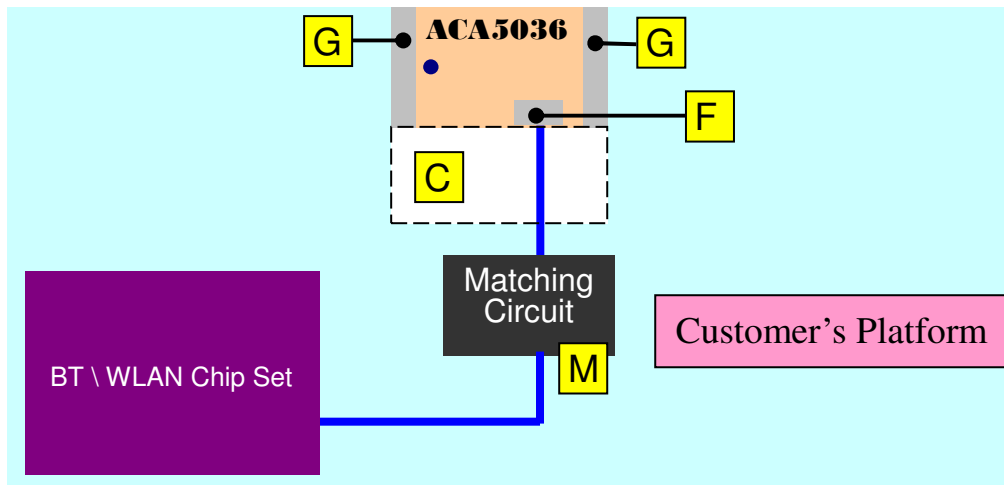 ACA5036
G
G
F
C
Matching
Circuit
Customer’s Platform
M
BT \ WLAN Chip Set